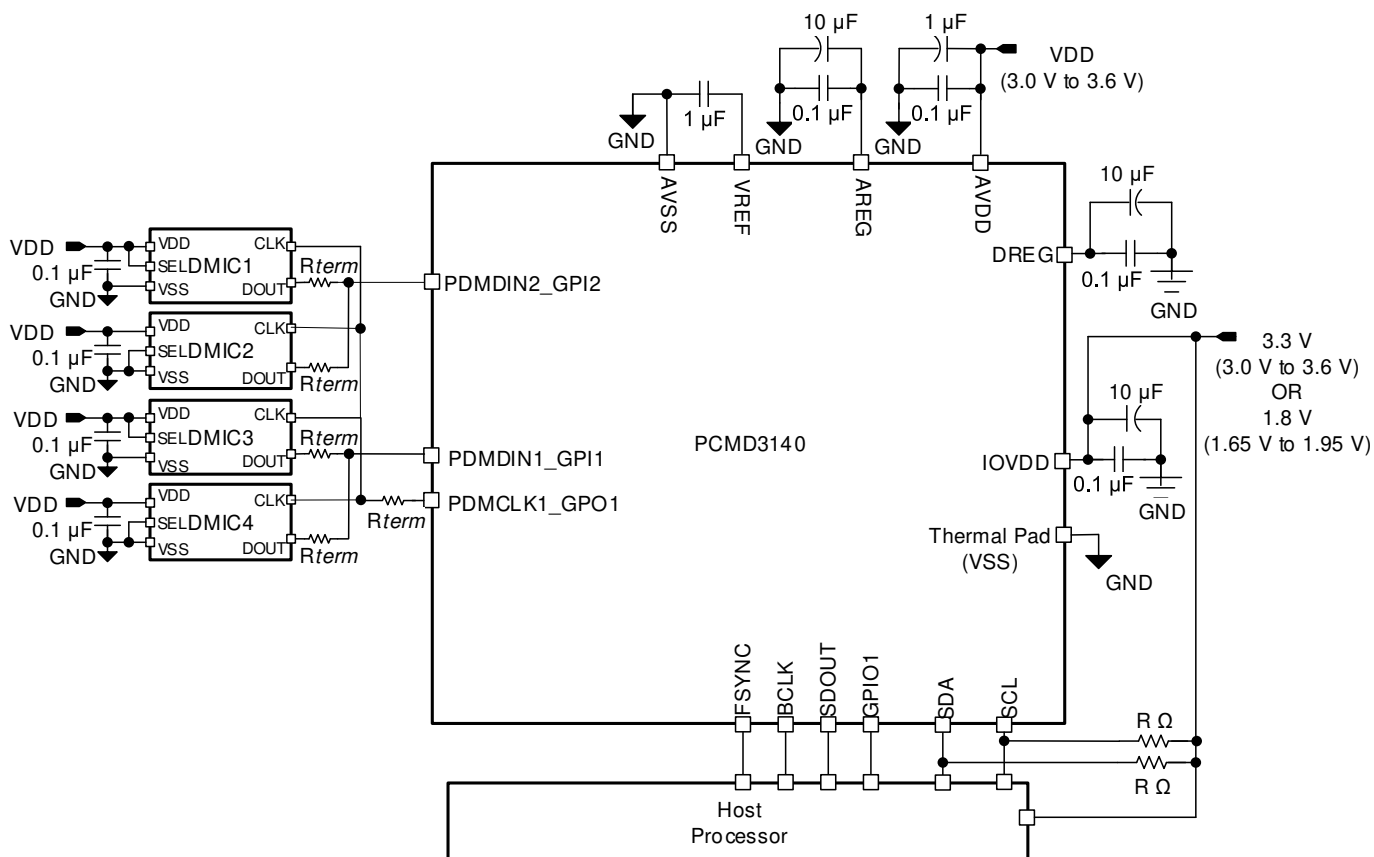 10 µF
1 µF
VDD
(3.0 V to 3.6 V)
0.1 µF
0.1 µF
1 µF
GND
GND
GND
AVSS
VREF
AREG
AVDD
10 µF
DREG
0.1 µF
GND
VDD
0.1 µF
GND
VDD
SEL
VSS
DMIC1
CLK
DOUT
Rterm
PDMDIN2_GPI2
VDD
0.1 µF
GND
VDD
SEL
VSS
DMIC2
CLK
DOUT
Rterm
VDD
0.1 µF
GND
VDD
SEL
VSS
DMIC3
CLK
DOUT
Rterm
PDMDIN1_GPI1
VDD
0.1 µF
GND
VDD
SEL
VSS
DMIC4
CLK
DOUT
Rterm
Rterm
PDMCLK1_GPO1
PCMD3140
3.3 V
(3.0 V to 3.6 V)
OR
1.8 V
(1.65 V to 1.95 V)
10 µF
IOVDD
0.1 µF
GND
Thermal Pad
(VSS)
GND
FSYNC
BCLK
SDOUT
GPIO1
SDA
SCL
R Ω
R Ω
Host
Processor